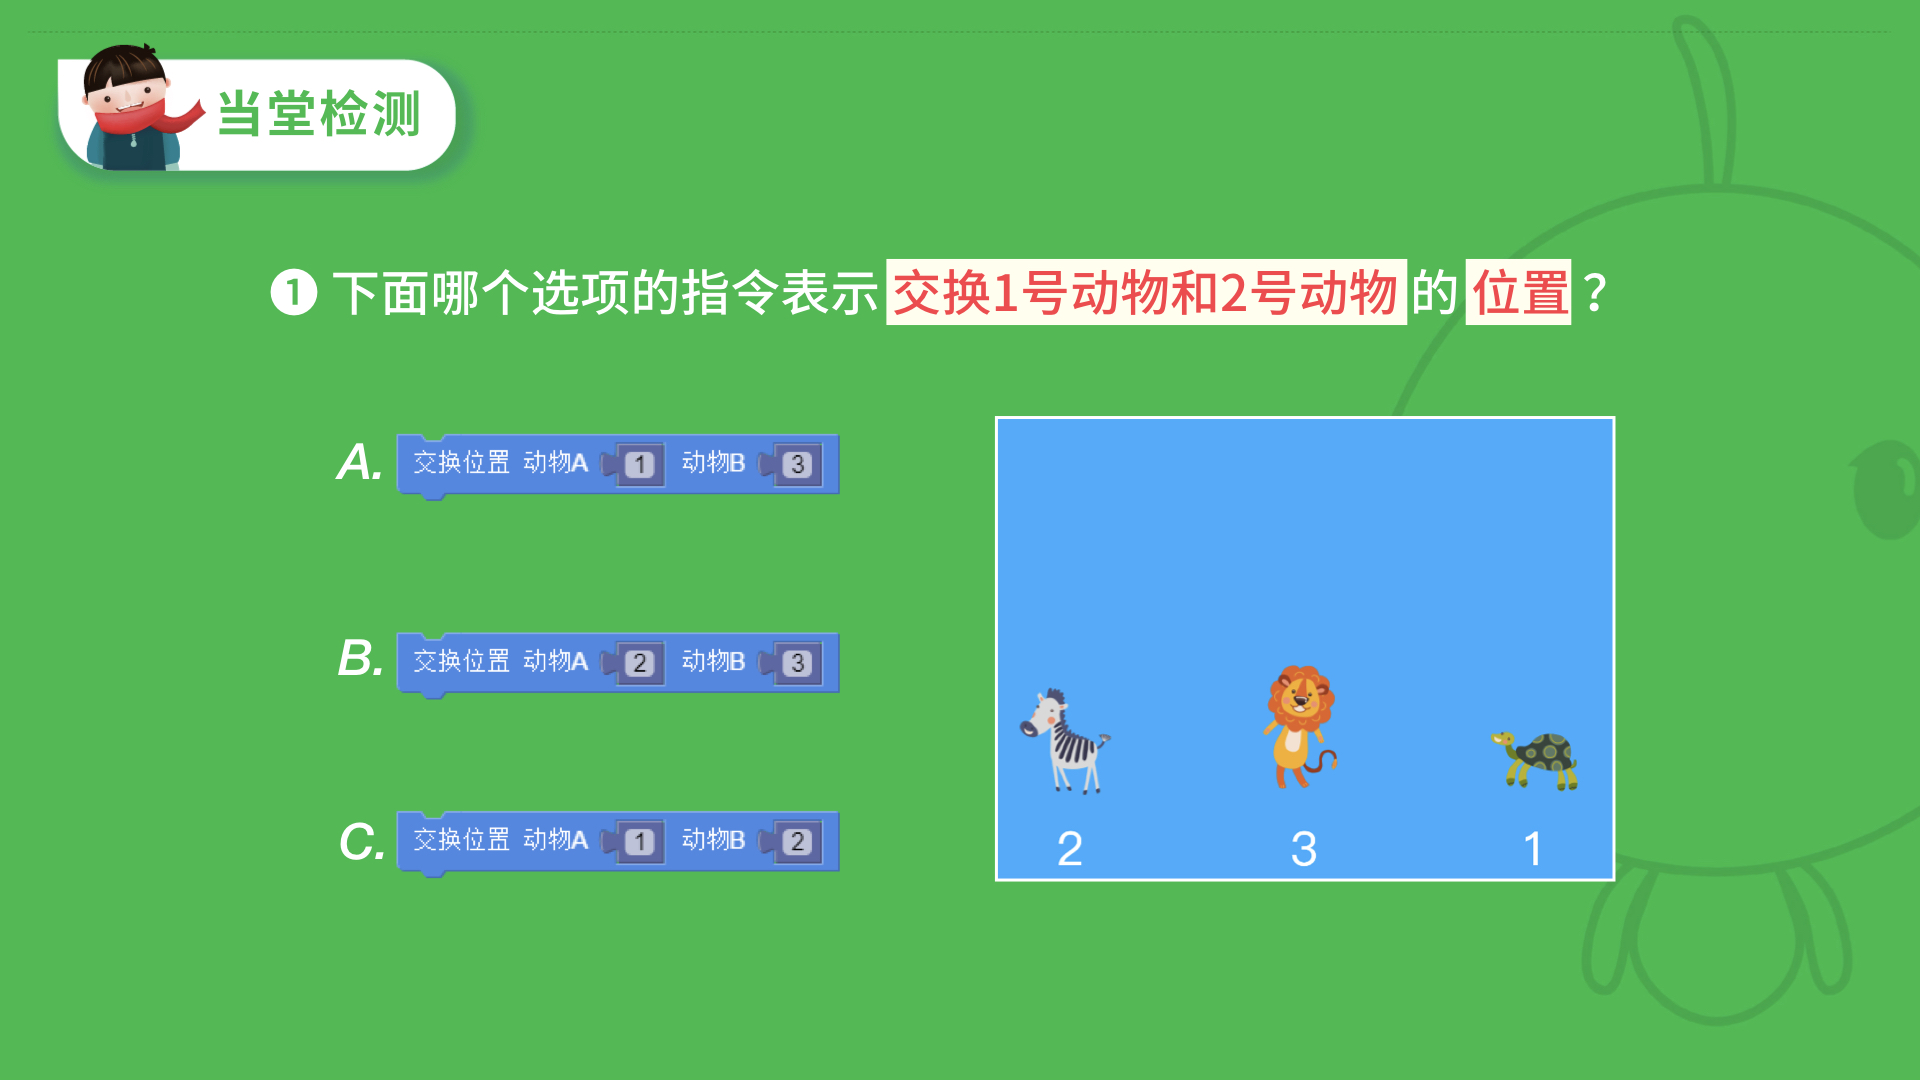 当堂检测
❶ 下面哪个选项的指令表示 交换1号动物和2号动物 的 位置？
A. 交换位置 动物A 1 动物B 3
B. 交换位置 动物A 2 动物B 3
C. 交换位置 动物A 1 动物B 2
2 3 1